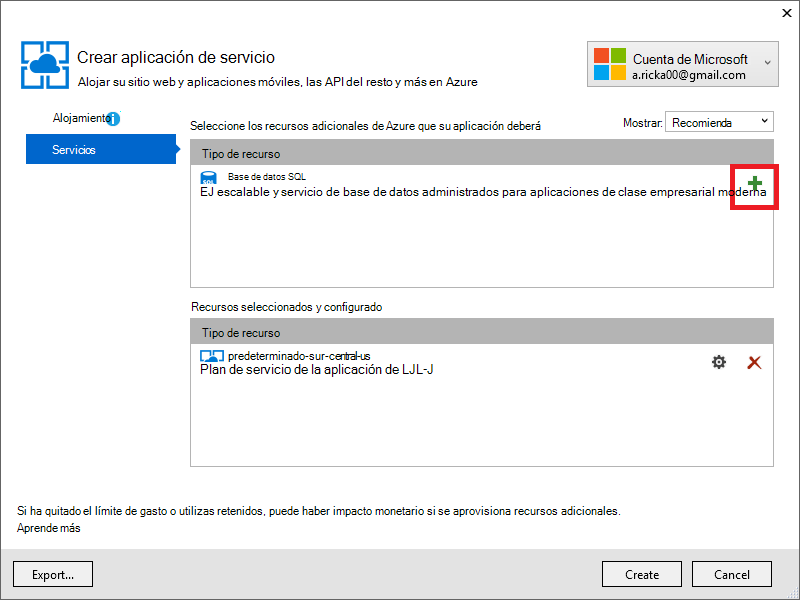 Crear aplicación de servicio
Alojar su sitio web y aplicaciones móviles, las API del resto y más en Azure
Cuenta de Microsoft
a.ricka00@gmail.com
Alojamiento
i
Servicios
Seleccione los recursos adicionales de Azure que su aplicación deberá
Mostrar: Recomienda
Tipo de recurso
SQL Base de datos SQL
EJ escalable y servicio de base de datos administrados para aplicaciones de clase empresarial moderna
Recursos seleccionados y configurado
Tipo de recurso
predeterminado-sur-central-us
Plan de servicio de la aplicación de LJL-J
Si ha quitado el límite de gasto o utilizas retenidos, puede haber impacto monetario si se aprovisiona recursos adicionales.
Aprende más
Export... Create Cancel